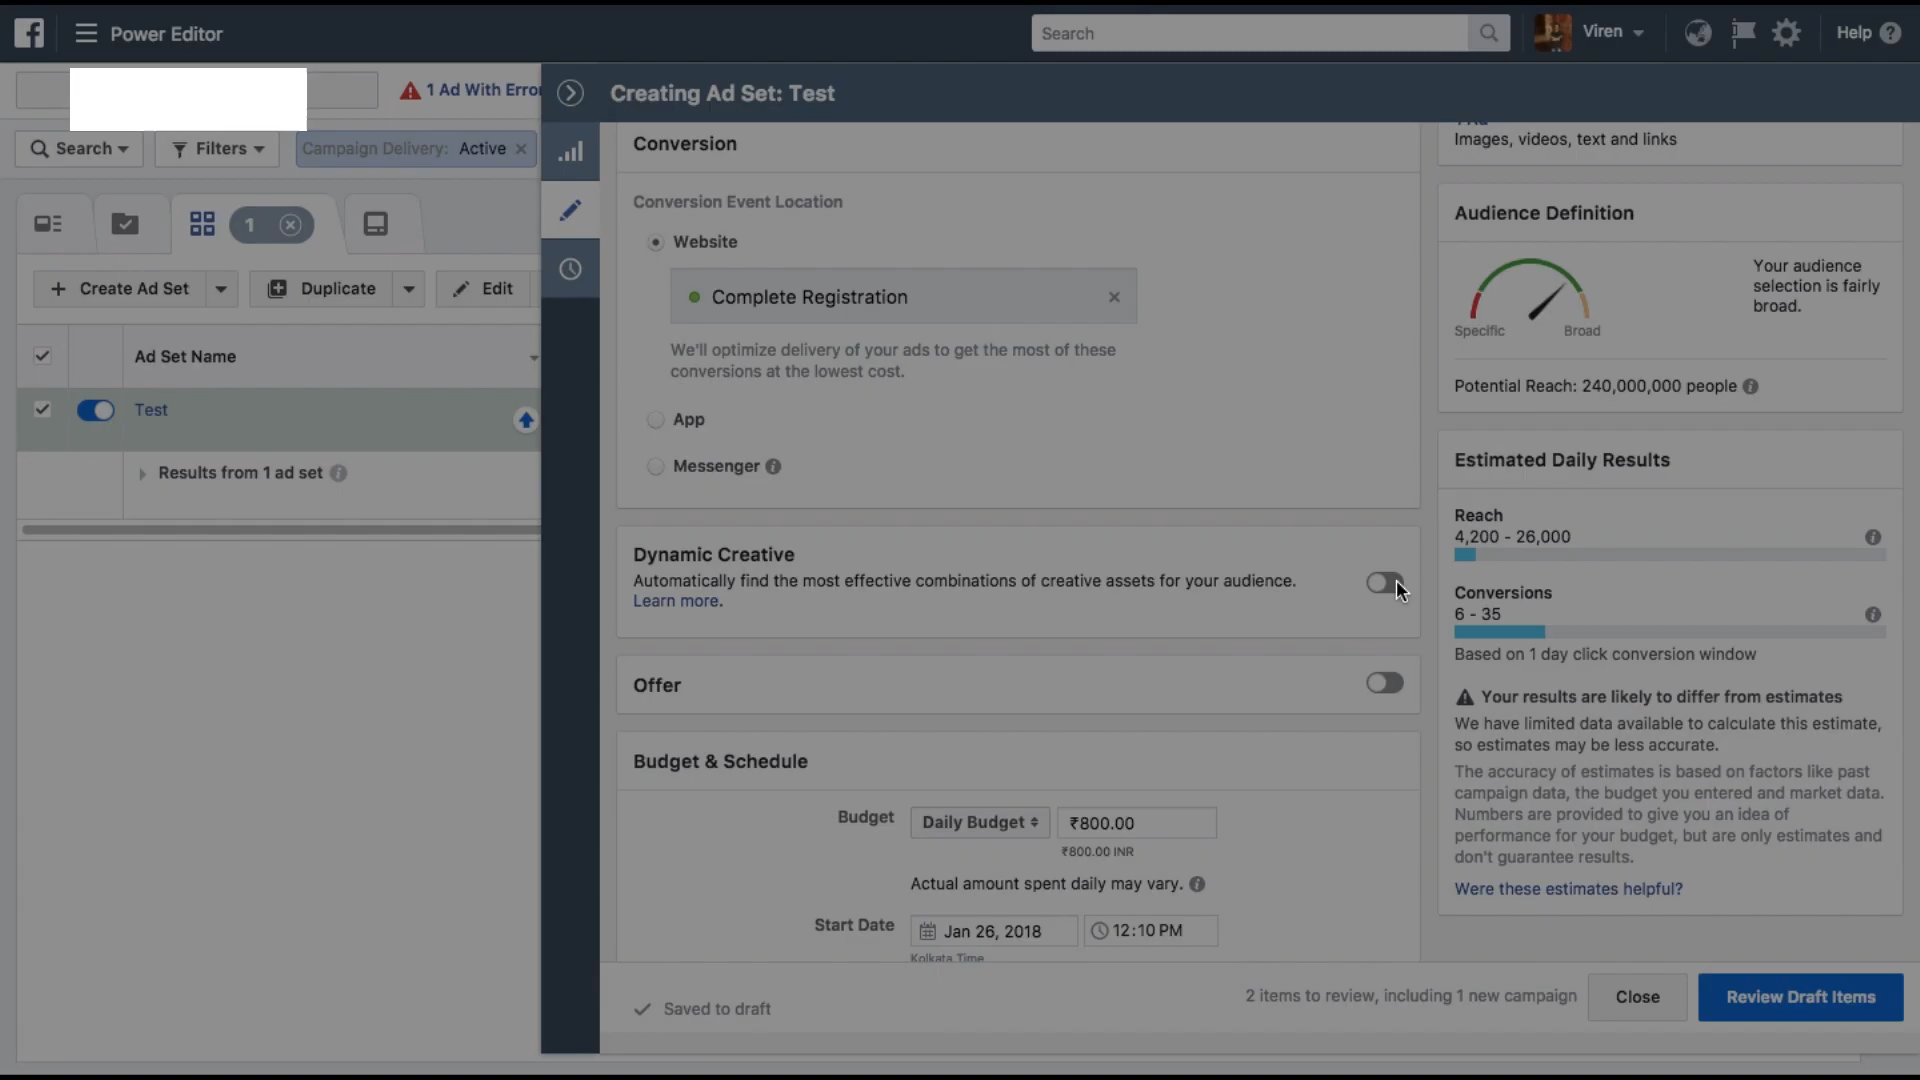 Power Editor
Search
Viren
Help
1 Ad With Erro
Creating Ad Set: Test
Search
Filters
Campaign Delivery: Active
1
Create Ad Set
Duplicate
Edit
Ad Set Name
Test
Results from 1 ad set
Conversion
Conversion Event Location
Website
Complete Registration
We'll optimize delivery of your ads to get the most of these
conversions at the lowest cost.
App
Messenger
Dynamic Creative
Automatically find the most effective combinations of creative assets for your audience.
Learn more.
Offer
Budget & Schedule
Budget
Daily Budget
₹800.00
₹800.00 INR
Actual amount spent daily may vary.
Start Date
Jan 26, 2018
12:10 PM
Kolkata Time
Images, videos, text and links
Audience Definition
Specific
Broad
Your audience
selection is fairly
broad.
Potential Reach: 240,000,000 people
Estimated Daily Results
Reach
4,200 - 26,000
Conversions
6 - 35
Based on 1 day click conversion window
Your results are likely to differ from estimates
We have limited data available to calculate this estimate,
so estimates may be less accurate.
The accuracy of estimates is based on factors like past
campaign data, the budget you entered and market data.
Numbers are provided to give you an idea of
performance for your budget, but are only estimates and
don't guarantee results.
Were these estimates helpful?
Saved to draft
2 items to review, including 1 new campaign
Close
Review Draft Items